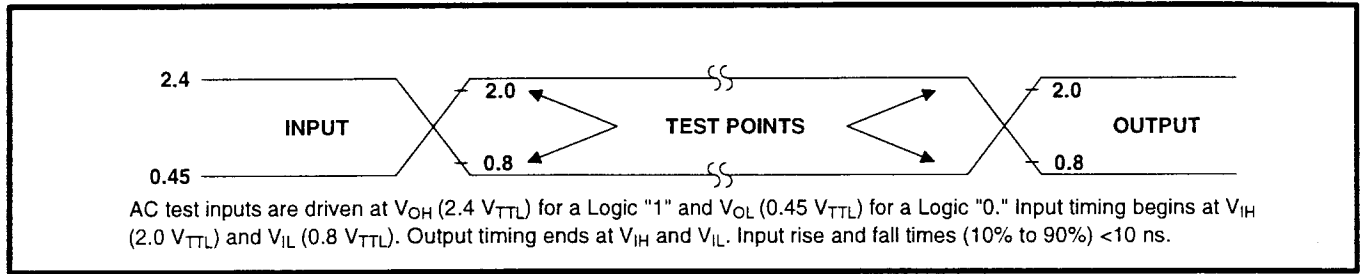 2.4
2.0
2.0
INPUT
TEST POINTS
OUTPUT
0.8
0.8
0.45
AC test inputs are driven at VOH (2.4 VTTL) for a Logic "1" and VOL (0.45 VTTL) for a Logic "0." Input timing begins at VIH
(2.0 VTTL) and VIL (0.8 VTTL). Output timing ends at VIH and VIL. Input rise and fall times (10% to 90%) <10 ns.